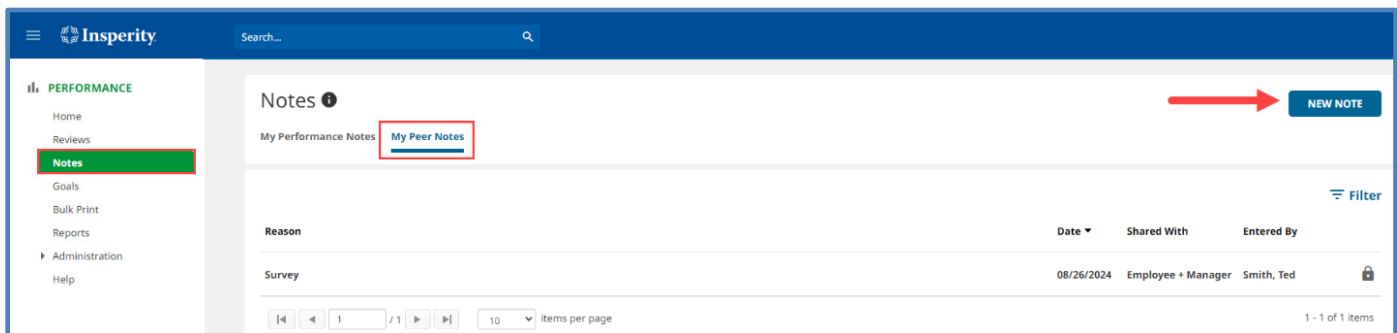 Insperity
Search...
PERFORMANCE
Home
Reviews
Notes
Goals
Bulk Print
Reports
Administration
Help
Notes
NEW NOTE
My Performance Notes My Peer Notes
Filter
Reason Date Shared With Entered By
Survey 08/26/2024 Employee + Manager Smith, Ted
1 / 1 10 items per page 1 - 1 of 1 items